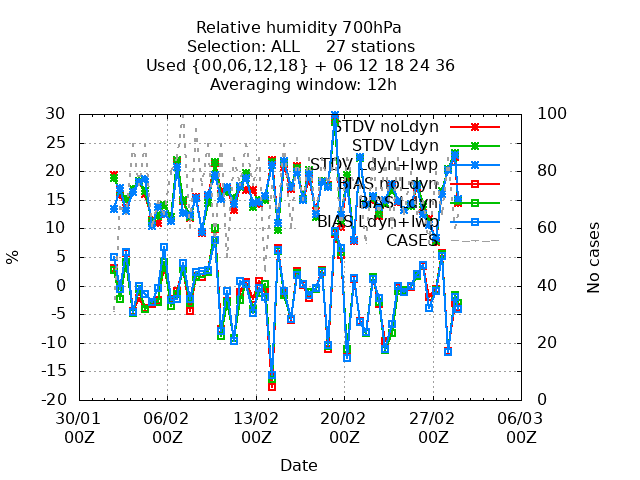 Relative humidity 700hPa
Selection: ALL 27 stations
Used {00,06,12,18} + 06 12 18 24 36
Averaging window: 12h
30
25
20
15
10
5
0
-5
-10
-15
-20
%
100
80
60
40
20
0
No cases
STDV noLdyn
STDV Ldyn
STDV Ldyn+lwp
BIAS noLdyn
BIAS Ldyn
BIAS Ldyn+lwp
CASES
30/01 06/02 13/02 20/02 27/02 06/03
00Z 00Z 00Z 00Z 00Z 00Z
Date